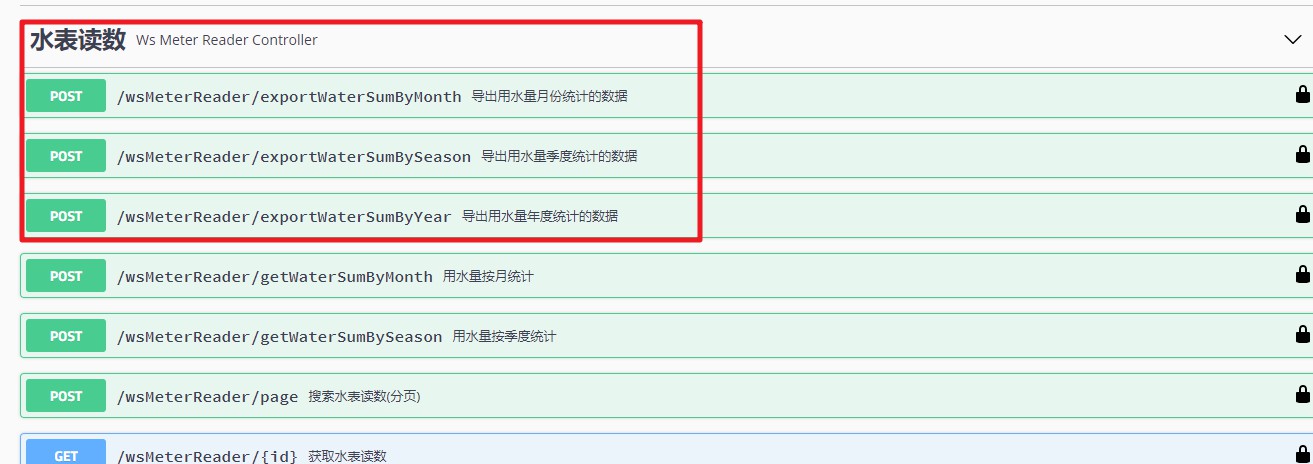 水表读数 Ws Meter Reader Controller
POST /wsMeterReader/exportWaterSumByMonth 导出用水量月份统计的数据
POST /wsMeterReader/exportWaterSumBySeason 导出用水量季度统计的数据
POST /wsMeterReader/exportWaterSumByYear 导出用水量年度统计的数据
POST /wsMeterReader/getWaterSumByMonth 用水量按月统计
POST /wsMeterReader/getWaterSumBySeason 用水量按季度统计
POST /wsMeterReader/page 搜索水表读数(分页)
GET /wsMeterReader/{id} 获取水表读数